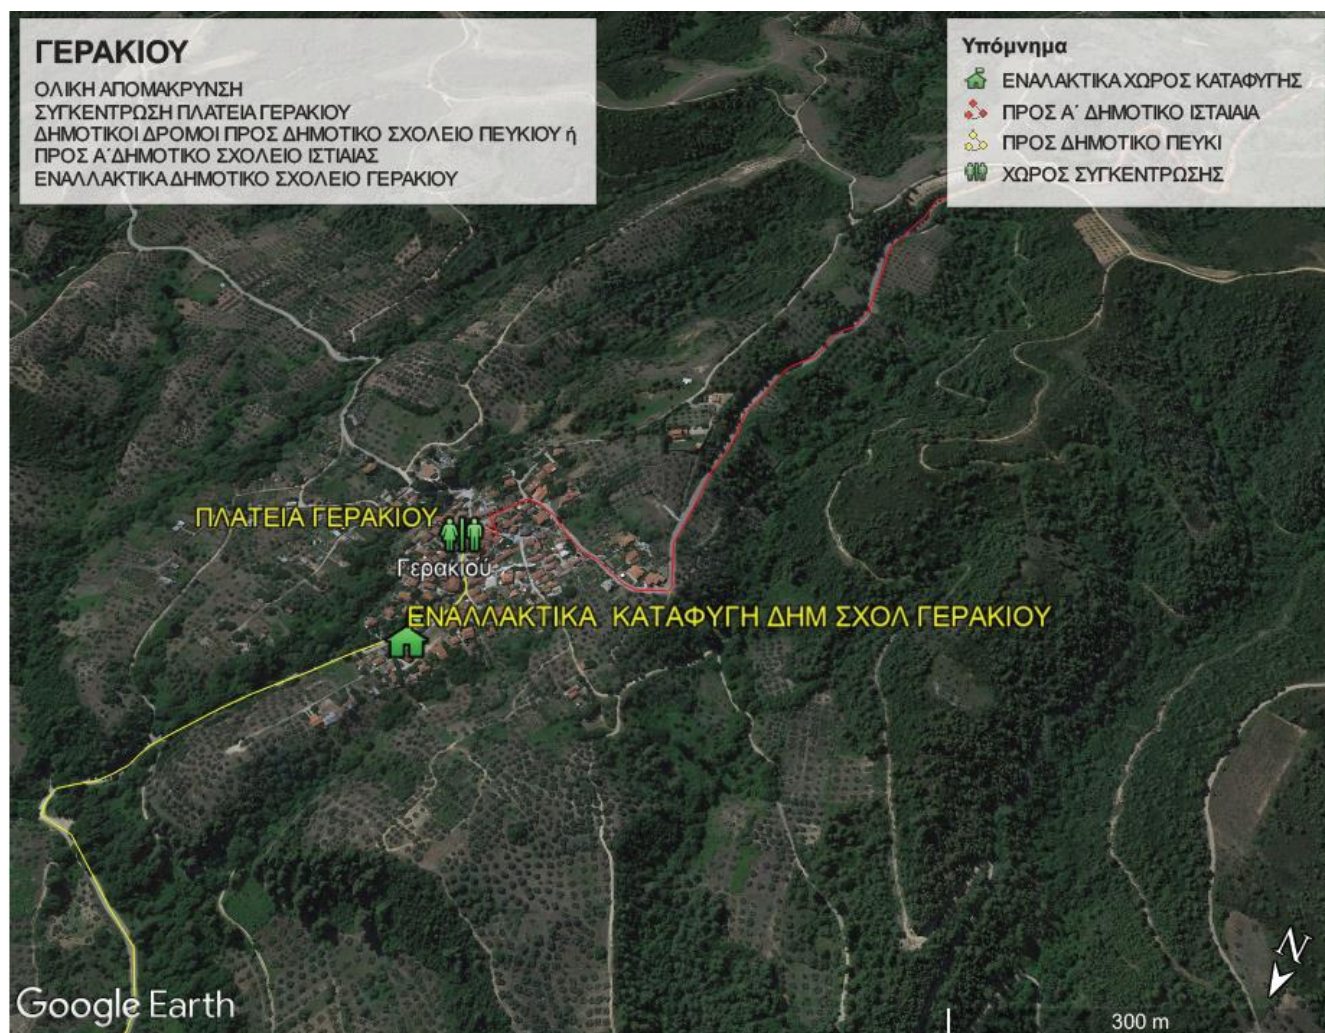 ΓΕΡΑΚΙΟΥ
ΟΛΙΚΗ ΑΠΟΜΑΚΡΥΝΣΗ
ΣΥΓΚΕΝΤΡΩΣΗ ΠΛΑΤΕΙΑ ΓΕΡΑΚΙΟΥ
ΔΗΜΟΤΙΚΟΙ ΔΡΟΜΟΙ ΠΡΟΣ ΔΗΜΟΤΙΚΟ ΣΧΟΛΕΙΟ ΠΕΥΚΙΟΥ ή
ΠΡΟΣ Α΄ΔΗΜΟΤΙΚΟ ΣΧΟΛΕΙΟ ΙΣΤΙΑΙΑΣ
ΕΝΑΛΛΑΚΤΙΚΑ ΔΗΜΟΤΙΚΟ ΣΧΟΛΕΙΟ ΓΕΡΑΚΙΟΥ
Υπόμνημα
ΕΝΑΛΑΚΤΙΚΑ ΧΩΡΟΣ ΚΑΤΑΦΥΓΗΣ
ΠΡΟΣ Α΄ ΔΗΜΟΤΙΚΟ ΙΣΤΑΙΑΙΑ
ΠΡΟΣ ΔΗΜΟΤΙΚΟ ΠΕΥΚΙ
ΧΩΡΟΣ ΣΥΓΚΕΝΤΡΩΣΗΣ
ΠΛΑΤΕΙΑ ΓΕΡΑΚΙΟΥ
Γερακιού
ΕΝΑΛΛΑΚΤΙΚΑ ΚΑΤΑΦΥΓΗ ΔΗΜ ΣΧΟΛ ΓΕΡΑΚΙΟΥ
N
Google Earth
300 m